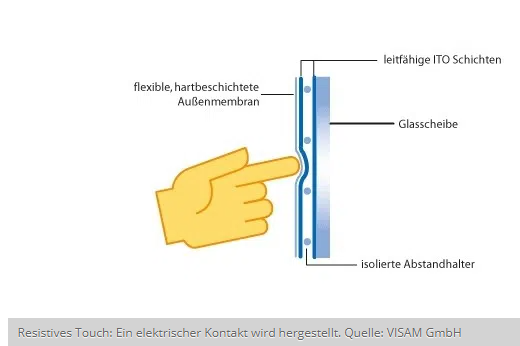 leitfähige ITO Schichten
flexible, hartbeschichtete
Außenmembran
Glasscheibe
isolierte Abstandhalter
Resistives Touch: Ein elektrischer Kontakt wird hergestellt. Quelle: VISAM GmbH